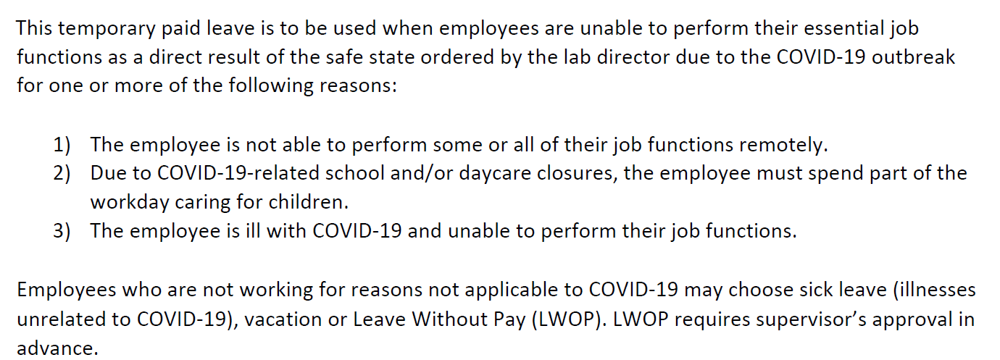 This temporary paid leave is to be used when employees are unable to perform their essential job
functions as a direct result of the safe state ordered by the lab director due to the COVID-19 outbreak
for one or more of the following reasons:
1) The employee is not able to perform some or all of their job functions remotely.
2) Due to COVID-19-related school and/or daycare closures, the employee must spend part of the
workday caring for children.
3) The employee is ill with COVID-19 and unable to perform their job functions.
Employees who are not working for reasons not applicable to COVID-19 may choose sick leave (illnesses
unrelated to COVID-19), vacation or Leave Without Pay (LWOP). LWOP requires supervisor’s approval in
advance.